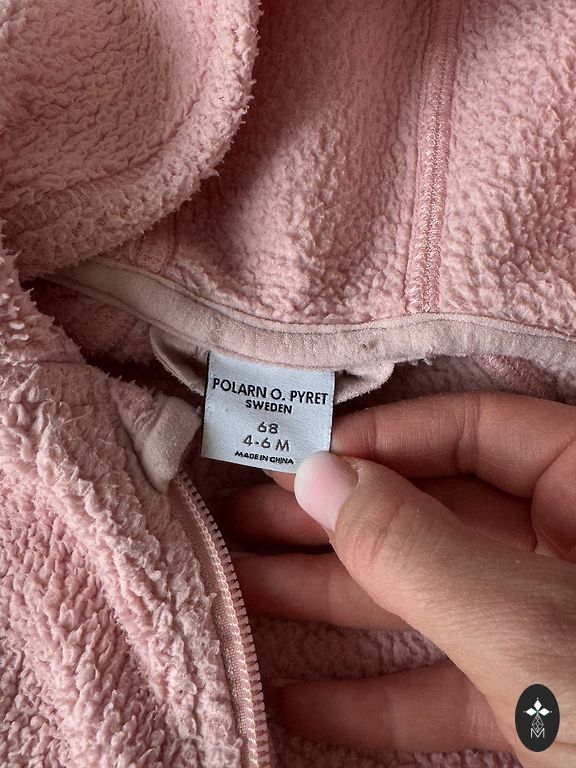 POLARN O. PYRET
SWEDEN
68
4-6 M
MADE IN CHINA